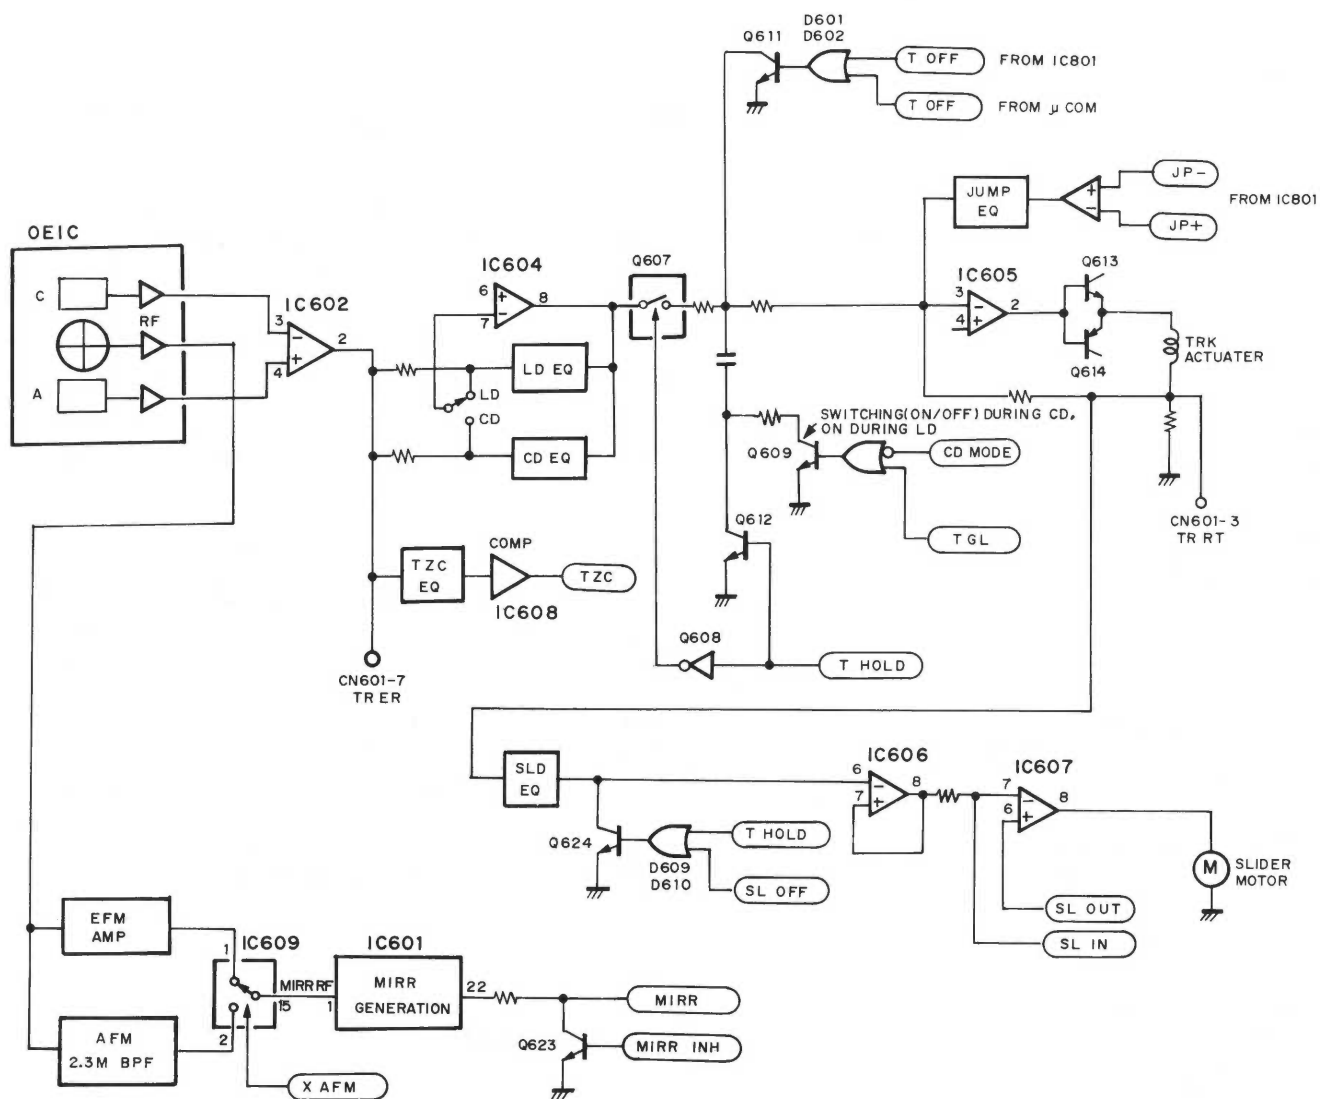 D601
D602
Q611
T OFF
FROM IC801
T OFF
FROM μ COM
JP-
JUMP
EQ
+
-
FROM IC801
JP+
OEIC
C
RF
A
IC602
3
-
+
4
2
IC604
6
+
-
7
8
Q607
IC605
3
-
+
4
2
Q613
Q614
TRK
ACTUATER
LD EQ
LD
CD
CD EQ
SWITCHING(ON/OFF) DURING CD,
ON DURING LD
Q609
CD MODE
TGL
CN601-3
TR RT
Q612
TZC
EQ
COMP
IC608
TZC
Q608
T HOLD
CN601-7
TR ER
SLD
EQ
IC606
6
-
+
7
8
IC607
7
-
+
6
8
Q624
T HOLD
D609
D610
SL OFF
M
SLIDER
MOTOR
SL OUT
SL IN
EFM
AMP
IC609
1
2
15
MIRR RF
1
IC601
MIRR
GENERATION
22
MIRR
AFM
2.3M BPF
Q623
MIRR INH
X AFM